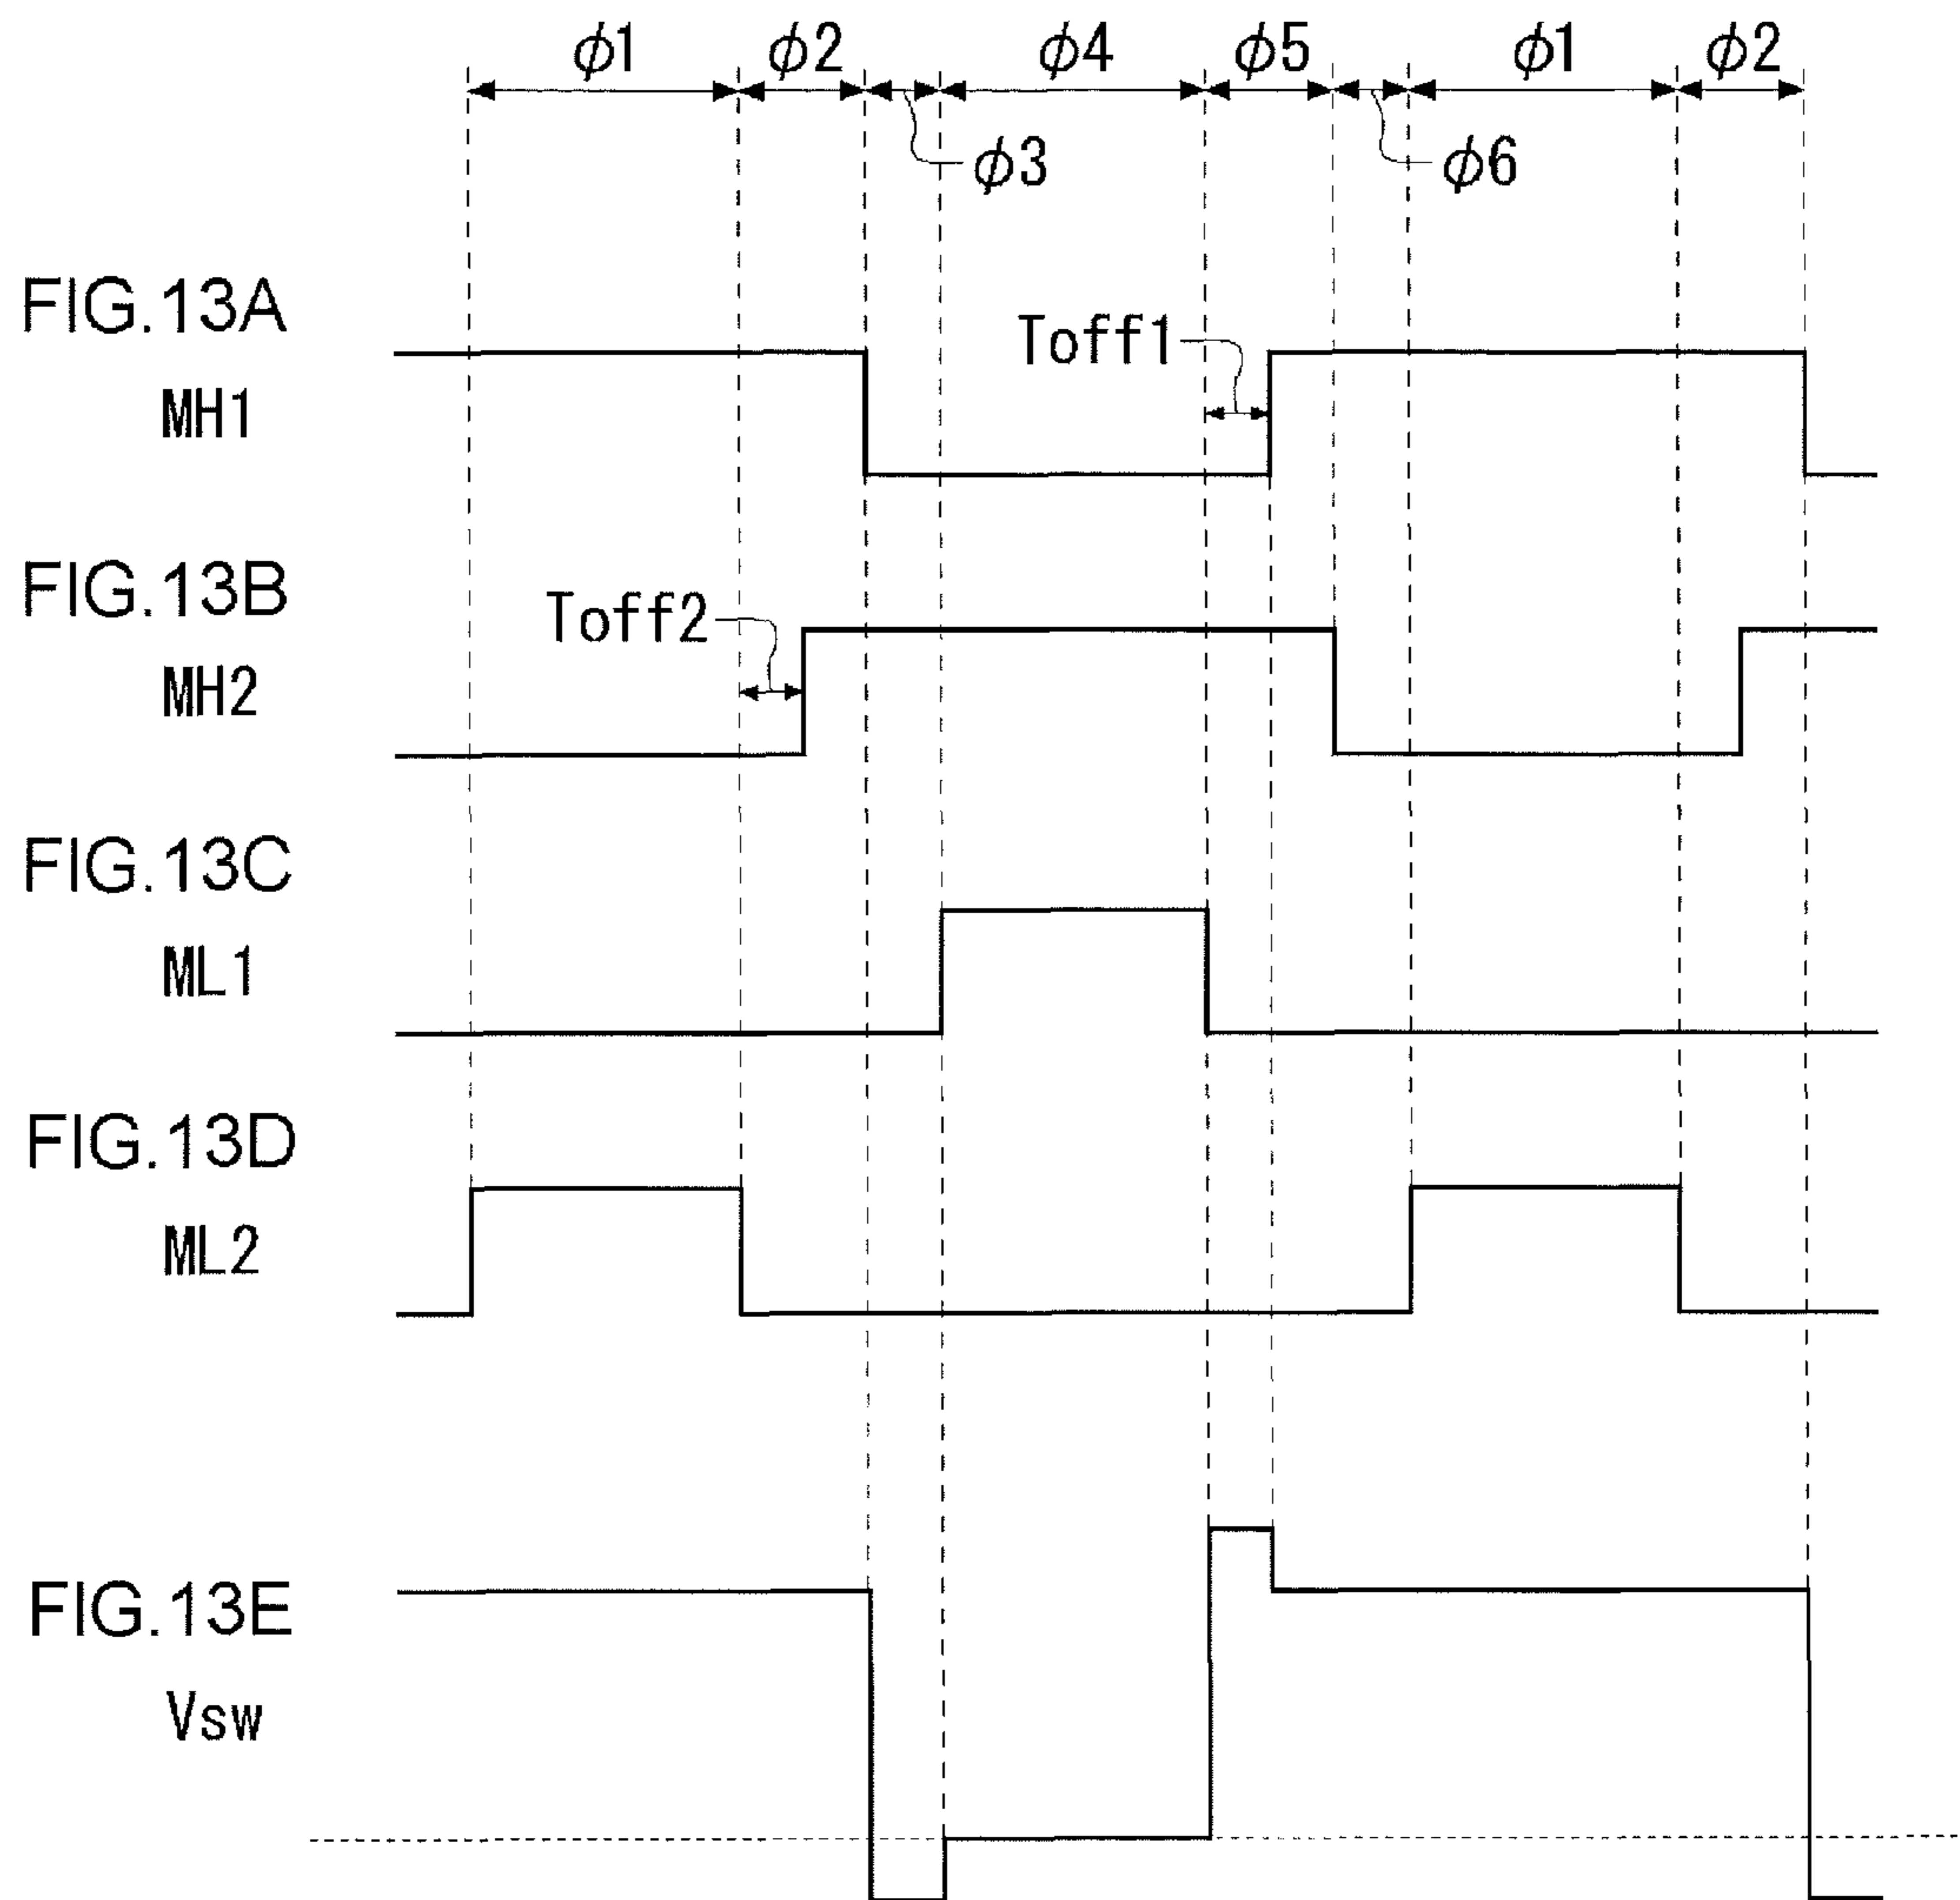 ϕ1 ϕ2 ϕ4 ϕ5 ϕ1 ϕ2
ϕ3 ϕ6
FIG.13A
MH1
Toff1
FIG.13B
MH2
Toff2
FIG.13C
ML1
FIG.13D
ML2
FIG.13E
Vsw